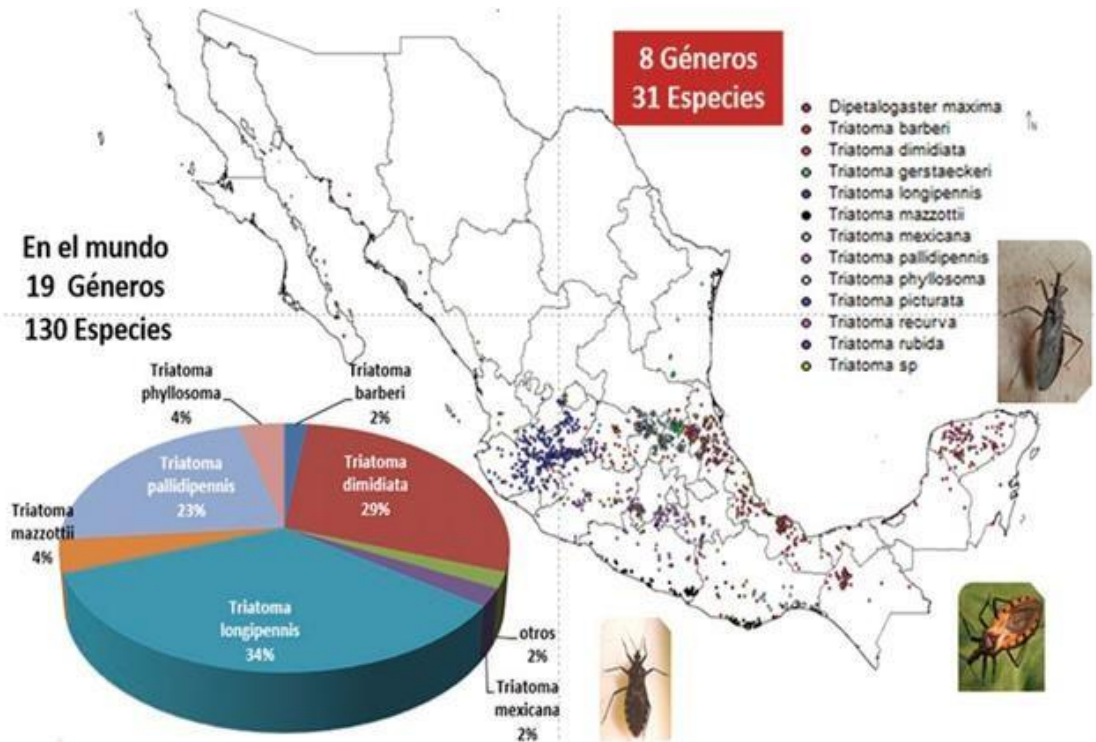 8 Géneros
31 Especies
Dipetalogaster maxima
Triatoma barberi
Triatoma dimidiata
Triatoma gerstaeckeri
Triatoma longipennis
Triatoma mazzottii
Triatoma mexicana
Triatoma pallidipennis
Triatoma phyllosoma
Triatoma picturata
Triatoma recurva
Triatoma rubida
Triatoma sp
N
En el mundo
19 Géneros
130 Especies
Triatoma
phyllosoma
4%
Triatoma
barberi
2%
Triatoma
dimidiata
29%
Triatoma
pallidipennis
23%
Triatoma
mazzottii
4%
Triatoma
longipennis
34%
otros
2%
Triatoma
mexicana
2%